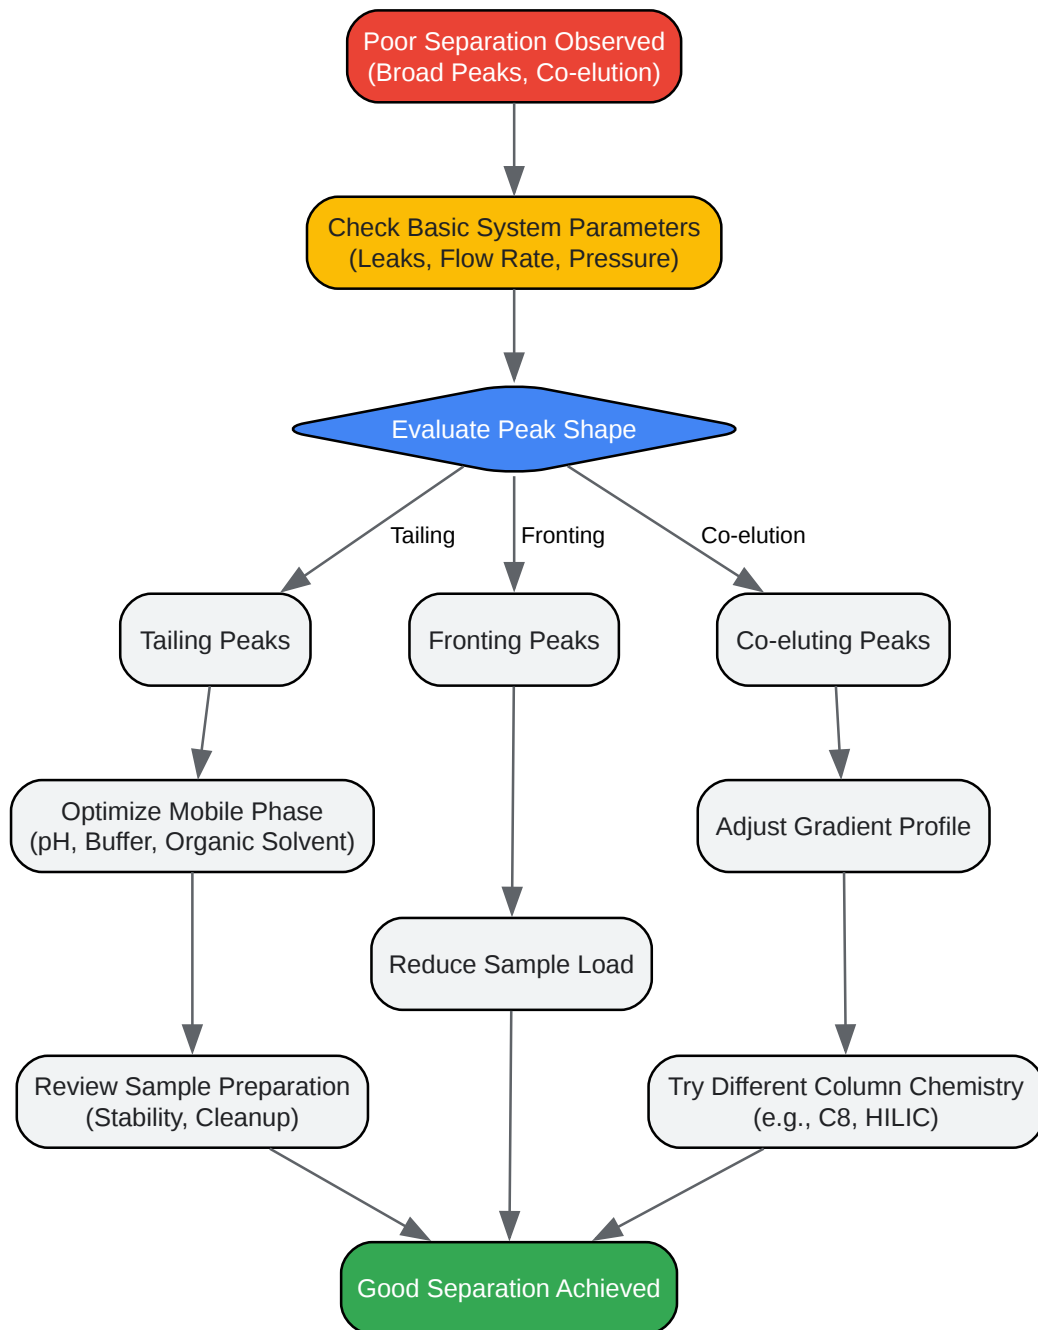 Poor Separation Observed
(Broad Peaks, Co-elution)
Check Basic System Parameters
(Leaks, Flow Rate, Pressure)
Evaluate Peak Shape
Tailing
Fronting
Co-elution
Tailing Peaks
Fronting Peaks
Co-eluting Peaks
Optimize Mobile Phase
(pH, Buffer, Organic Solvent)
Adjust Gradient Profile
Reduce Sample Load
Review Sample Preparation
(Stability, Cleanup)
Try Different Column Chemistry
(e.g., C8, HILIC)
Good Separation Achieved